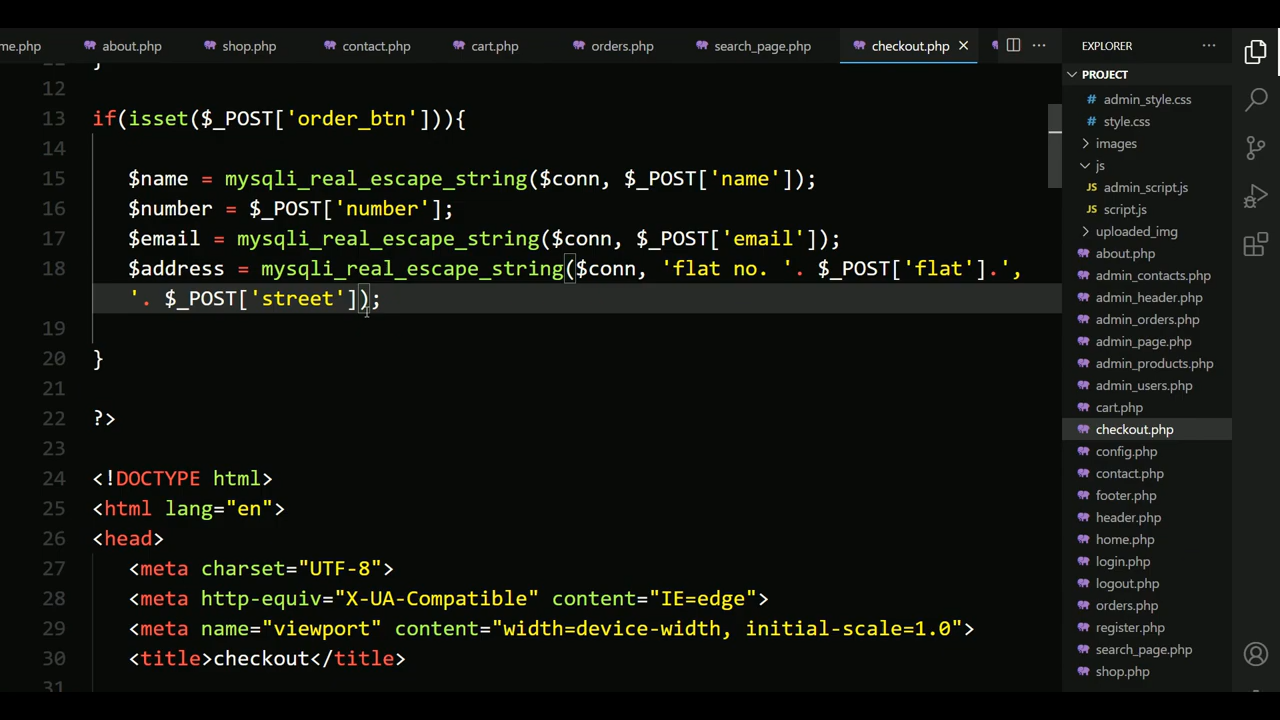 me.php about.php shop.php contact.php cart.php orders.php search_page.php checkout.php
12
13 if(isset($_POST['order_btn'])){
14
15 $name = mysqli_real_escape_string($conn, $_POST['name']);
16 $number = $_POST['number'];
17 $email = mysqli_real_escape_string($conn, $_POST['email']);
18 $address = mysqli_real_escape_string($conn, 'flat no. '. $_POST['flat'].',
'. $_POST['street']);
19
20 }
21
22 ?>
23
24 <!DOCTYPE html>
25 <html lang="en">
26 <head>
27 <meta charset="UTF-8">
28 <meta http-equiv="X-UA-Compatible" content="IE=edge">
29 <meta name="viewport" content="width=device-width, initial-scale=1.0">
30 <title>checkout</title>
EXPLORER
PROJECT
# admin_style.css
# style.css
images
js
JS admin_script.js
JS script.js
uploaded_img
about.php
admin_contacts.php
admin_header.php
admin_orders.php
admin_page.php
admin_products.php
admin_users.php
cart.php
checkout.php
config.php
contact.php
footer.php
header.php
home.php
login.php
logout.php
orders.php
register.php
search_page.php
shop.php